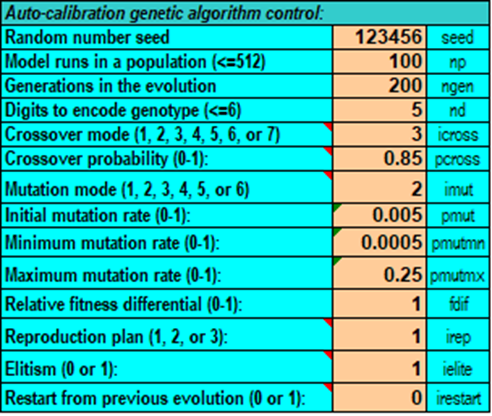 Auto-calibration genetic algorithm control:
Random number seed 123456 seed
Model runs in a population (<=512) 100 np
Generations in the evolution 200 ngen
Digits to encode genotype (<=6) 5 nd
Crossover mode (1, 2, 3, 4, 5, 6, or 7) 3 icross
Crossover probability (0-1): 0.85 pcross
Mutation mode (1, 2, 3, 4, 5, or 6) 2 imut
Initial mutation rate (0-1): 0.005 pmut
Minimum mutation rate (0-1): 0.0005 pmutmn
Maximum mutation rate (0-1): 0.25 pmutmx
Relative fitness differential (0-1): 1 fdif
Reproduction plan (1, 2, or 3): 1 irep
Elitism (0 or 1): 1 ielite
Restart from previous evolution (0 or 1): 0 irestart